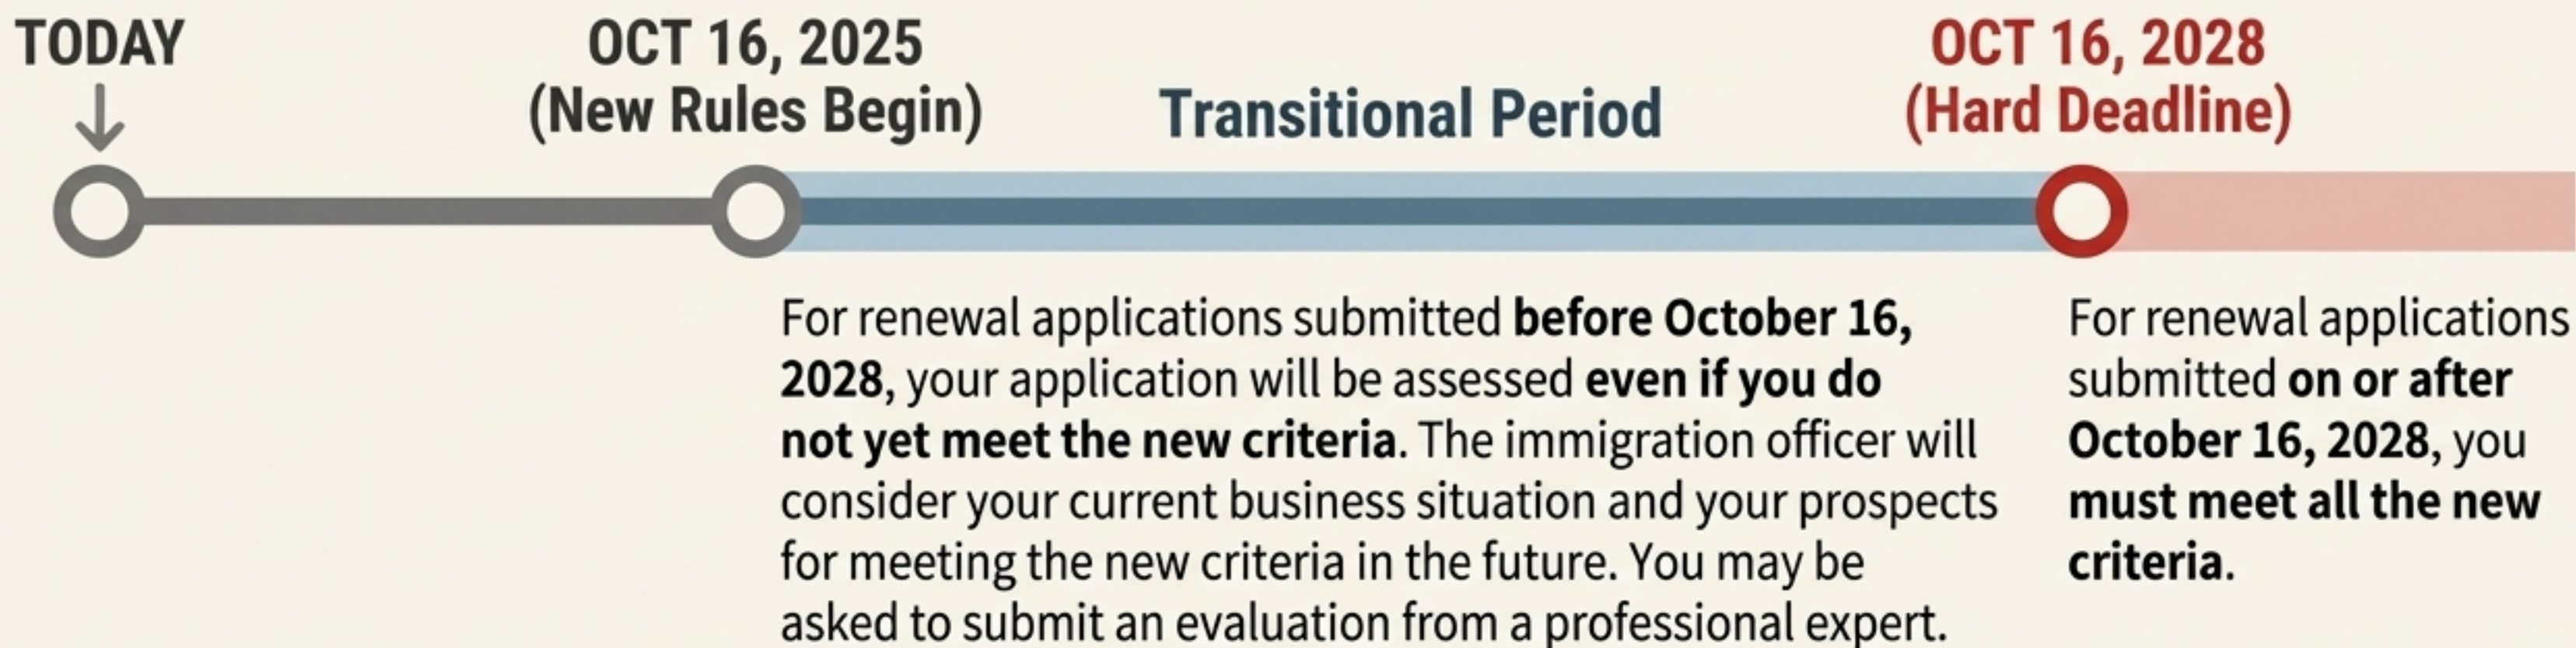 TODAY
OCT 16, 2025
(New Rules Begin)
Transitional Period
OCT 16, 2028
(Hard Deadline)
For renewal applications submitted before October 16,
2028, your application will be assessed even if you do
not yet meet the new criteria. The immigration officer will
consider your current business situation and your prospects
for meeting the new criteria in the future. You may be
asked to submit an evaluation from a professional expert.
For renewal applications
submitted on or after
October 16, 2028, you
must meet all the new
criteria.